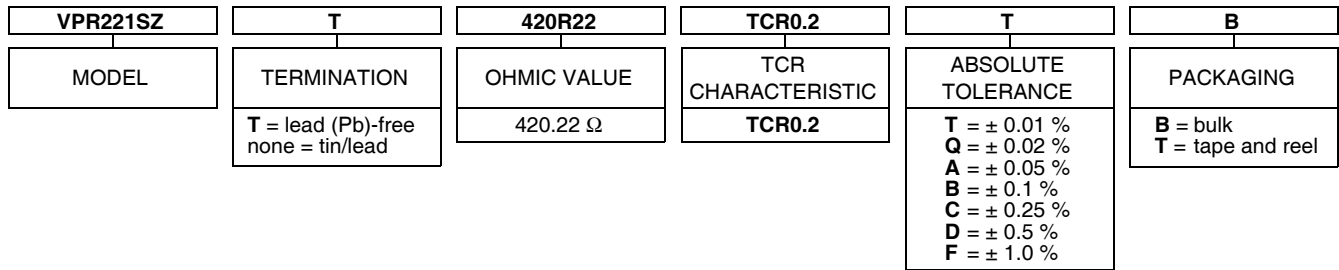 VPR221SZ T 420R22 TCR0.2 T B
MODEL
TERMINATION
T = lead (Pb)-free
none = tin/lead
OHMIC VALUE
420.22 Ω
TCR
CHARACTERISTIC
TCR0.2
ABSOLUTE
TOLERANCE
T = ± 0.01 %
Q = ± 0.02 %
A = ± 0.05 %
B = ± 0.1 %
C = ± 0.25 %
D = ± 0.5 %
F = ± 1.0 %
PACKAGING
B = bulk
T = tape and reel